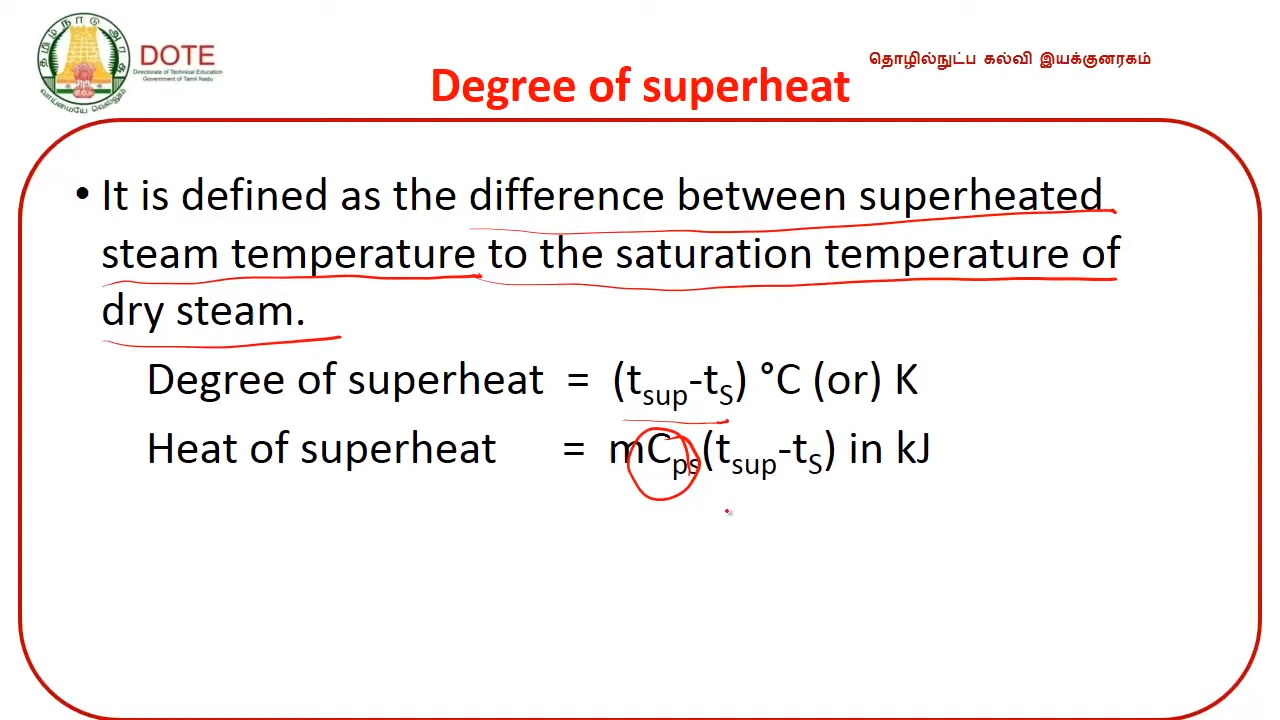 தமிழ்நாடு அரசு
வாய்மையே வெல்லும்
DOTE
Directorate of Technical Education
Government of Tamil Nadu
தொழில்நுட்ப கல்வி இயக்குனரகம்
Degree of superheat
• It is defined as the difference between superheated
steam temperature to the saturation temperature of
dry steam.
Degree of superheat = (tsup-tS) °C (or) K
Heat of superheat = mCps(tsup-tS) in kJ